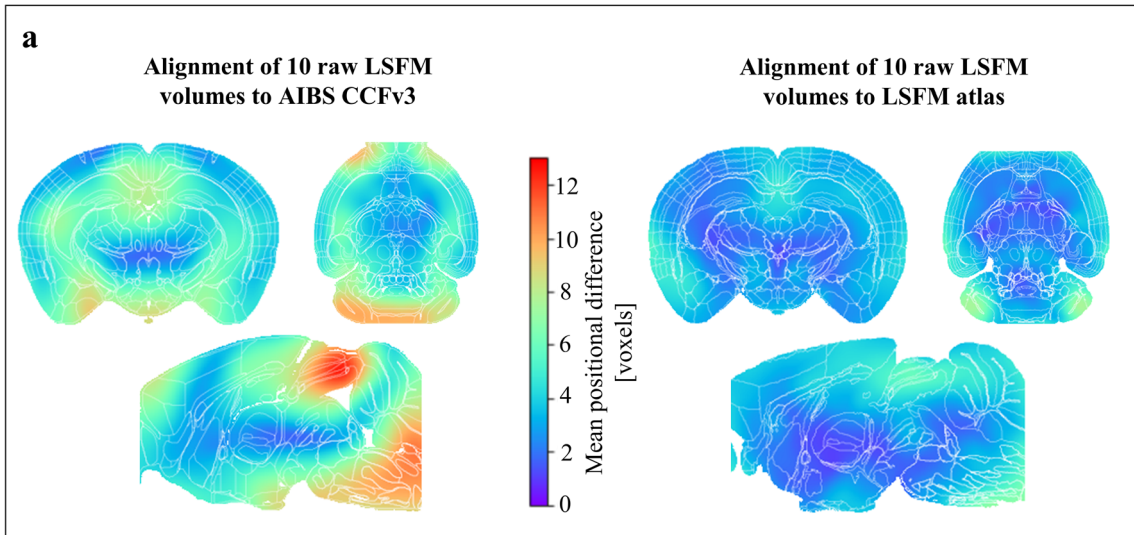 a
Alignment of 10 raw LSFM
volumes to AIBS CCFv3
Alignment of 10 raw LSFM
volumes to LSFM atlas
12
10
8
6
4
2
0
Mean positional difference
[voxels]